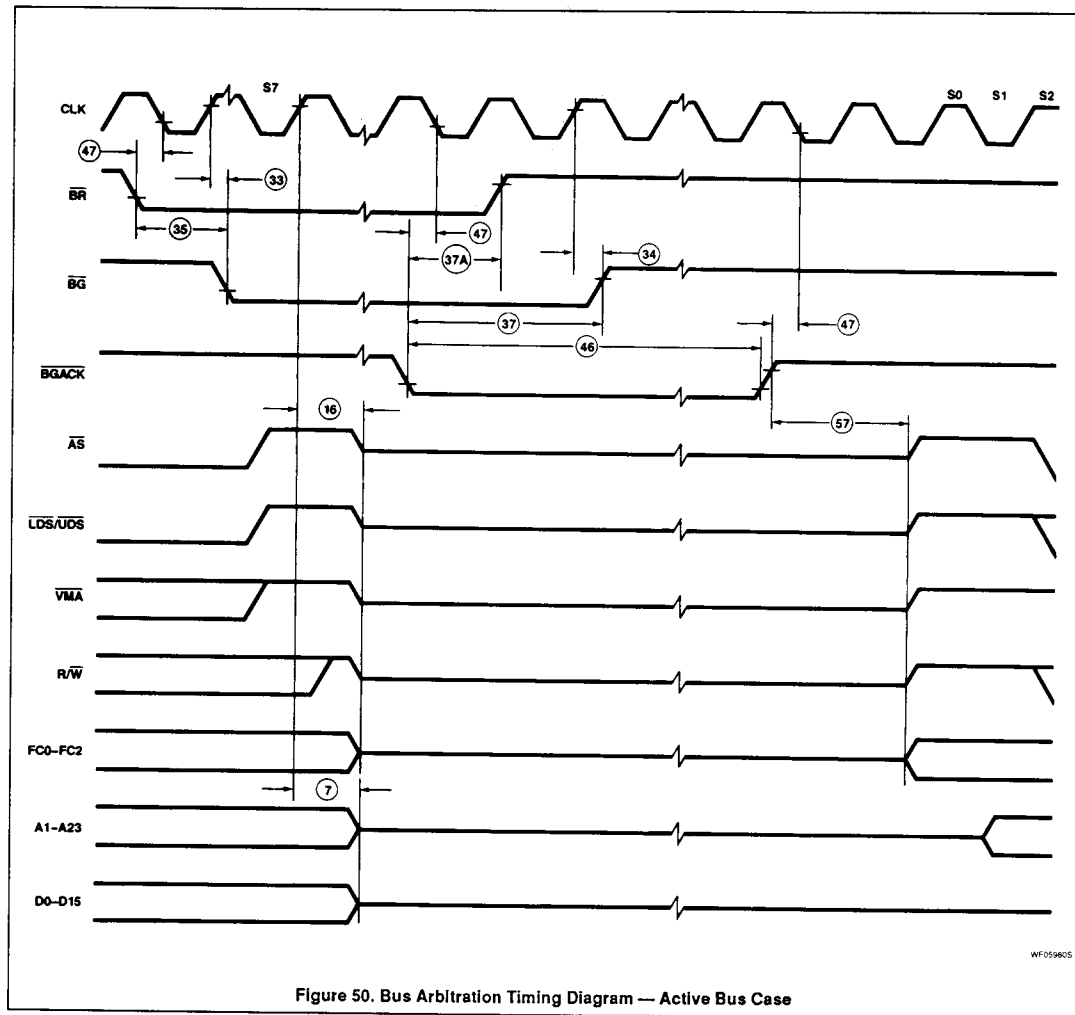 S7
S0 S1 S2
CLK
47
33
BR
35
47
37A
34
BG
37
47
46
BGACK
16
57
AS
LDS/UDS
VMA
R/W
FC0–FC2
7
A1–A23
D0–D15
WF05960S
Figure 50. Bus Arbitration Timing Diagram — Active Bus Case